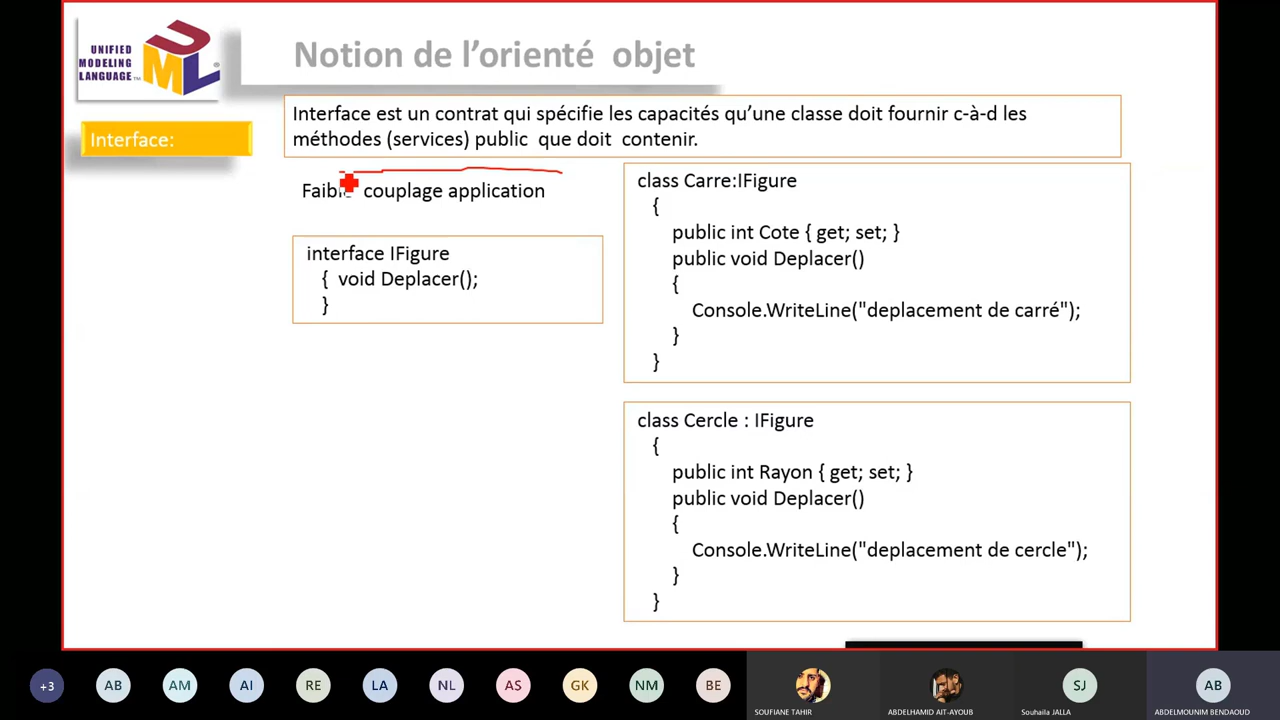 UNIFIED
MODELING
LANGUAGE™
UML®
Notion de l'orienté objet
Interface:
Interface est un contrat qui spécifie les capacités qu'une classe doit fournir c-à-d les
méthodes (services) public que doit contenir.
couplage application
interface IFigure
{ void Deplacer();
}
class Carre:IFigure
{
public int Cote { get; set; }
public void Deplacer()
{
Console.WriteLine("deplacement de carré");
}
}
class Cercle : IFigure
{
public int Rayon { get; set; }
public void Deplacer()
{
Console.WriteLine("deplacement de cercle");
}
}
+3 AB AM AI RE LA NL AS GK NM BE SJ AB
SOUFIANE TAHIR ABDELHAMID AIT-AYOUB Souhaila JALLA ABDELMOUNIM BENDAOUD